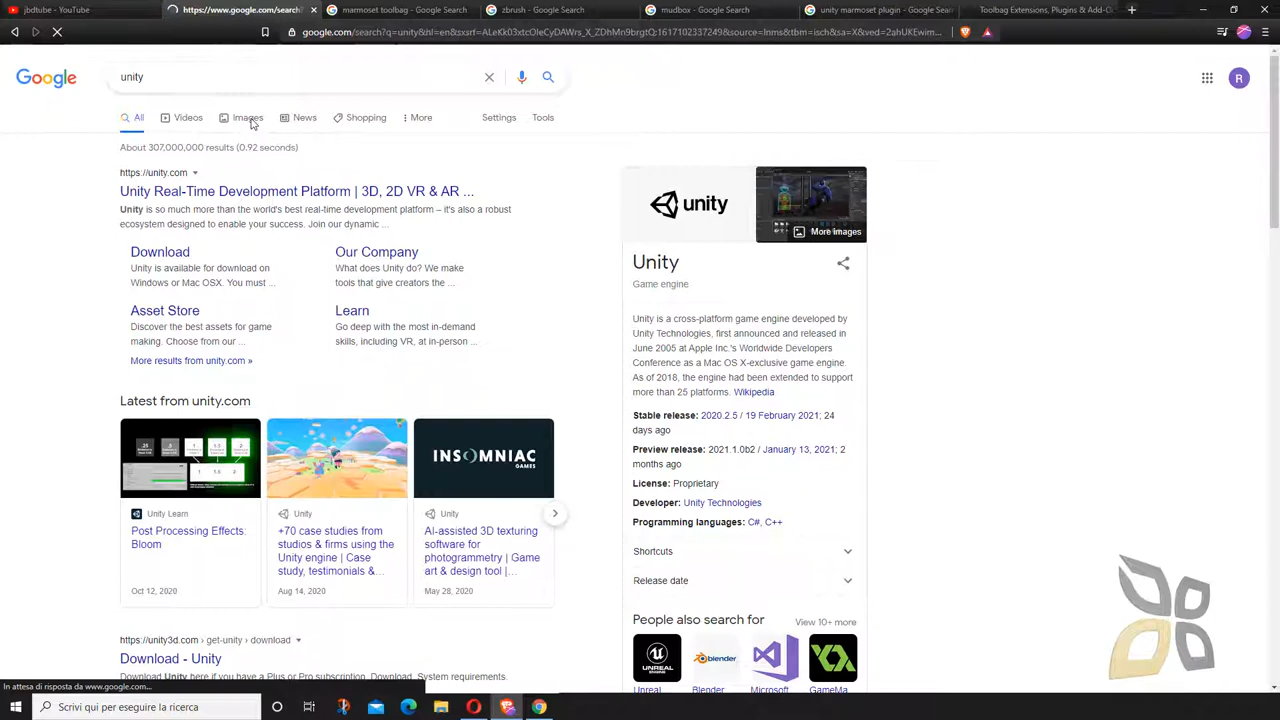 jbdtube - YouTube
https://www.google.com/search?
marmoset toolbag - Google Search
zbrush - Google Search
mudbox - Google Search
unity marmoset plugin - Google Sear
Toolbag Extensions, Plugins & Add-O
google.com/search?q=unity&hl=en&sxsrf=ALeKk03xtcOleCyDAWrs_X_ZDhMn9brgtQ:1617102337249&source=lnms&tbm=isch&sa=X&ved=2ahUKEwim...
Google
unity
R
All
Videos
Images
News
Shopping
More
Settings
Tools
About 307,000,000 results (0.92 seconds)
https://unity.com
Unity Real-Time Development Platform | 3D, 2D VR & AR ...
Unity is so much more than the world's best real-time development platform – it's also a robust
ecosystem designed to enable your success. Join our dynamic ...
Download
Unity is available for download on
Windows or Mac OSX. You must ...
Our Company
What does Unity do? We make
tools that give creators the ...
Asset Store
Discover the best assets for game
making. Choose from our ...
Learn
Go deep with the most in-demand
skills, including VR, at in-person ...
More results from unity.com »
Latest from unity.com
INSOMNIAC
GAMES
Unity Learn
Post Processing Effects:
Bloom
Oct 12, 2020
Unity
+70 case studies from
studios & firms using the
Unity engine | Case
study, testimonials &...
Aug 14, 2020
Unity
AI-assisted 3D texturing
software for
photogrammetry | Game
art & design tool |...
May 28, 2020
https://unity3d.com › get-unity › download
Download - Unity
Download Unity here if you have a Plus or Pro subscription. Download. System requirements.
unity
More images
Unity
Game engine
Unity is a cross-platform game engine developed by
Unity Technologies, first announced and released in
June 2005 at Apple Inc.'s Worldwide Developers
Conference as a Mac OS X-exclusive game engine.
As of 2018, the engine had been extended to support
more than 25 platforms. Wikipedia
Stable release: 2020.2.5 / 19 February 2021; 24
days ago
Preview release: 2021.1.0b2 / January 13, 2021; 2
months ago
License: Proprietary
Developer: Unity Technologies
Programming languages: C#, C++
Shortcuts
Release date
People also search for
View 10+ more
UNREAL
ENGINE
blender
Unreal
Blender
Microsoft
GameMa
In attesa di risposta da www.google.com...
Scrivi qui per eseguire la ricerca